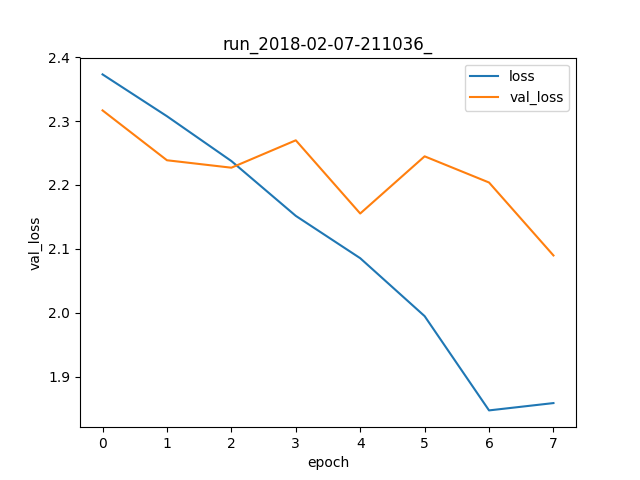 run_2018-02-07-211036_
loss
val_loss
2.4
2.3
2.2
2.1
2.0
1.9
val_loss
0 1 2 3 4 5 6 7
epoch